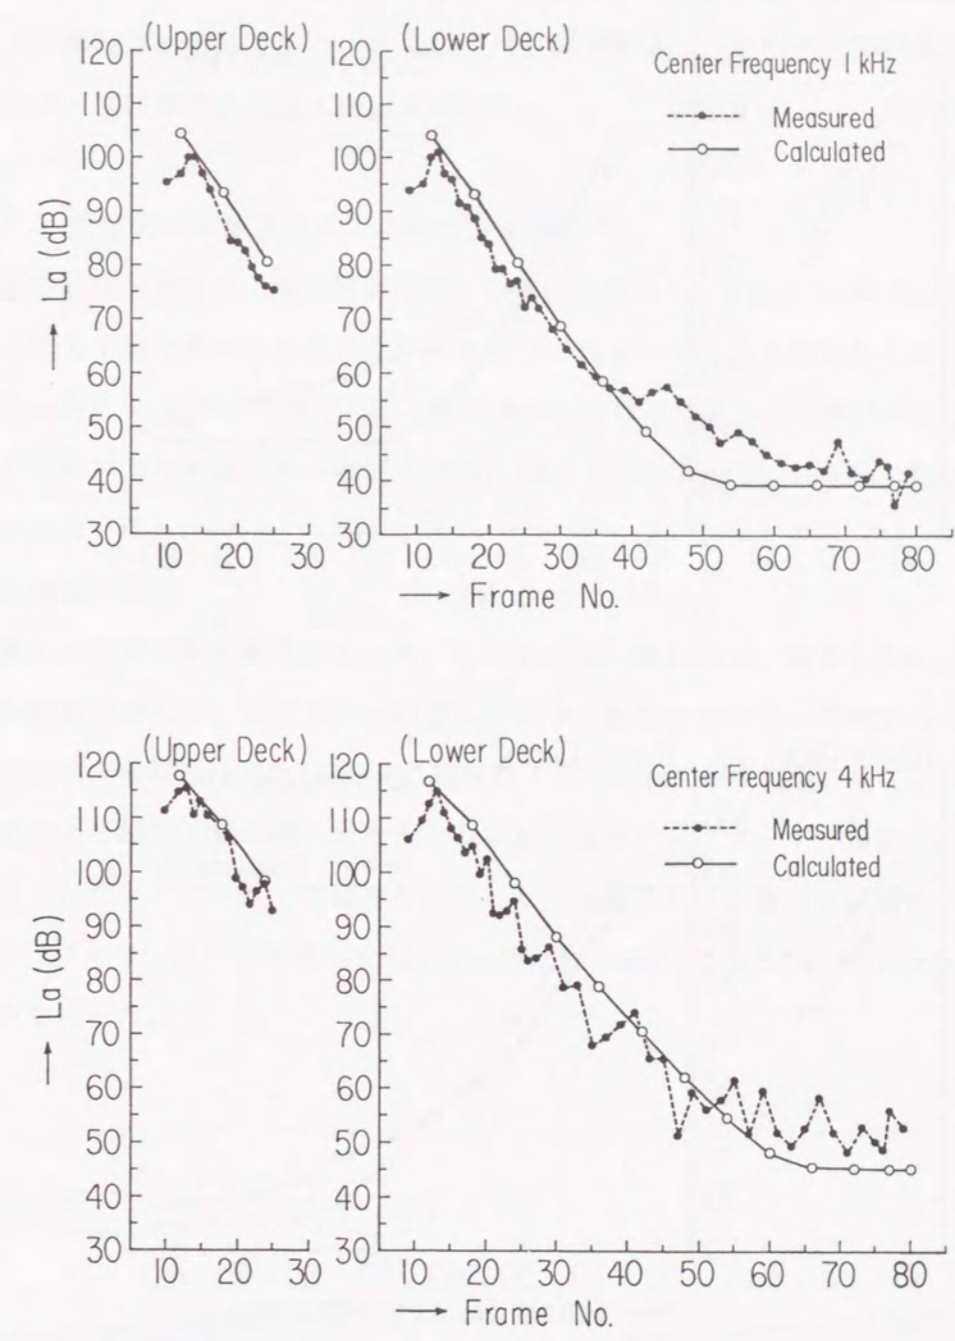 (Upper Deck)
(Lower Deck)
120
110
100
90
80
70
60
50
40
30
120
110
100
90
80
70
60
50
40
30
Center Frequency 1 kHz
Measured
Calculated
La (dB)
10 20 30
10 20 30 40 50 60 70 80
Frame No.
(Upper Deck)
(Lower Deck)
120
110
100
90
80
70
60
50
40
30
120
110
100
90
80
70
60
50
40
30
Center Frequency 4 kHz
Measured
Calculated
La (dB)
10 20 30
10 20 30 40 50 60 70 80
Frame No.